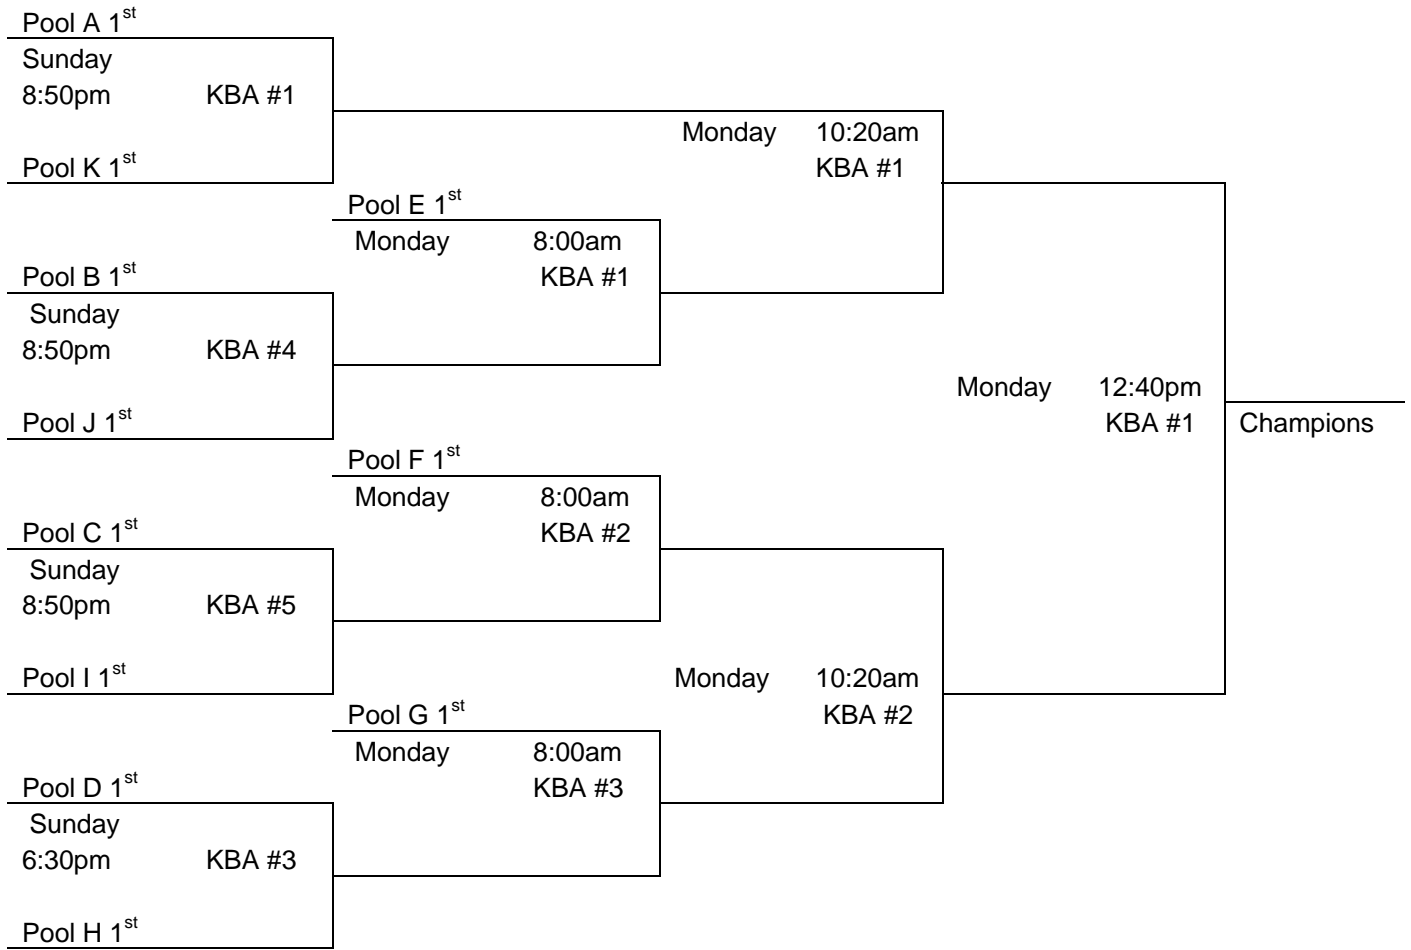 Pool A 1st
Sunday
8:50pm KBA #1
Monday 10:20am
Pool K 1st KBA #1
Pool E 1st
Monday 8:00am
Pool B 1st KBA #1
Sunday
8:50pm KBA #4
Monday 12:40pm
Pool J 1st KBA #1 Champions
Pool F 1st
Monday 8:00am
Pool C 1st KBA #2
Sunday
8:50pm KBA #5
Pool I 1st Monday 10:20am
Pool G 1st KBA #2
Monday 8:00am
Pool D 1st KBA #3
Sunday
6:30pm KBA #3
Pool H 1st